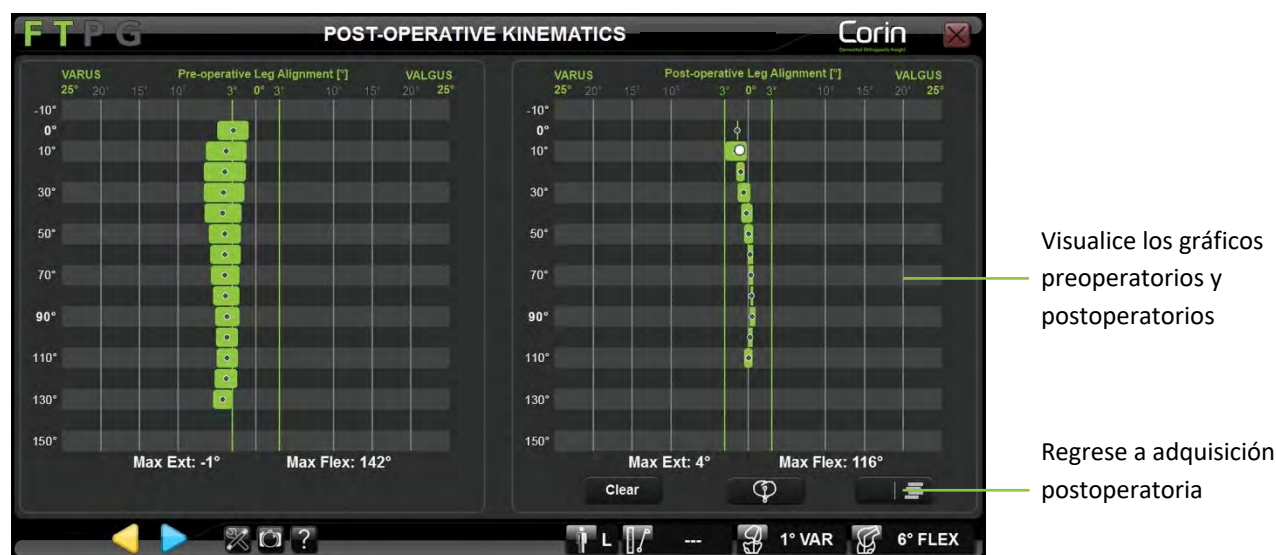 FTPG
POST-OPERATIVE KINEMATICS
Corin
Connected Orthopaedic Insight
VARUS Pre-operative Leg Alignment [°] VALGUS
25° 20° 15° 10° 3° 0° 3° 10° 15° 20° 25°
-10°
0°
10°
30°
50°
70°
90°
110°
130°
150°
Max Ext: -1° Max Flex: 142°
VARUS Post-operative Leg Alignment [°] VALGUS
25° 20° 15° 10° 3° 0° 3° 10° 15° 20° 25°
-10°
0°
10°
30°
50°
70°
90°
110°
130°
150°
Max Ext: 4° Max Flex: 116°
Clear
?
L --- 1° VAR 6° FLEX
Visualice los gráficos
preoperatorios y
postoperatorios
Regrese a adquisición
postoperatoria